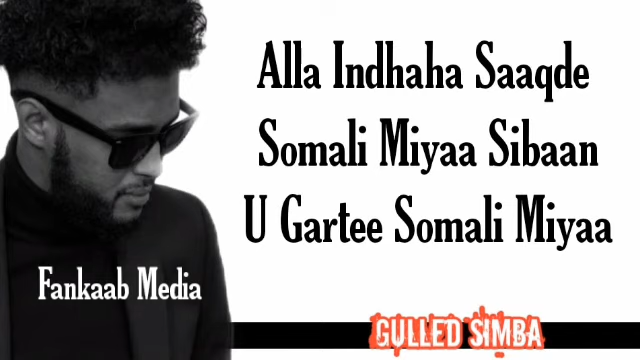 Alla Indhaha Saaqde
Somali Miyaa Sibaan
U Gartee Somali Miyaa
Fankaab Media
GULLED SIMBA